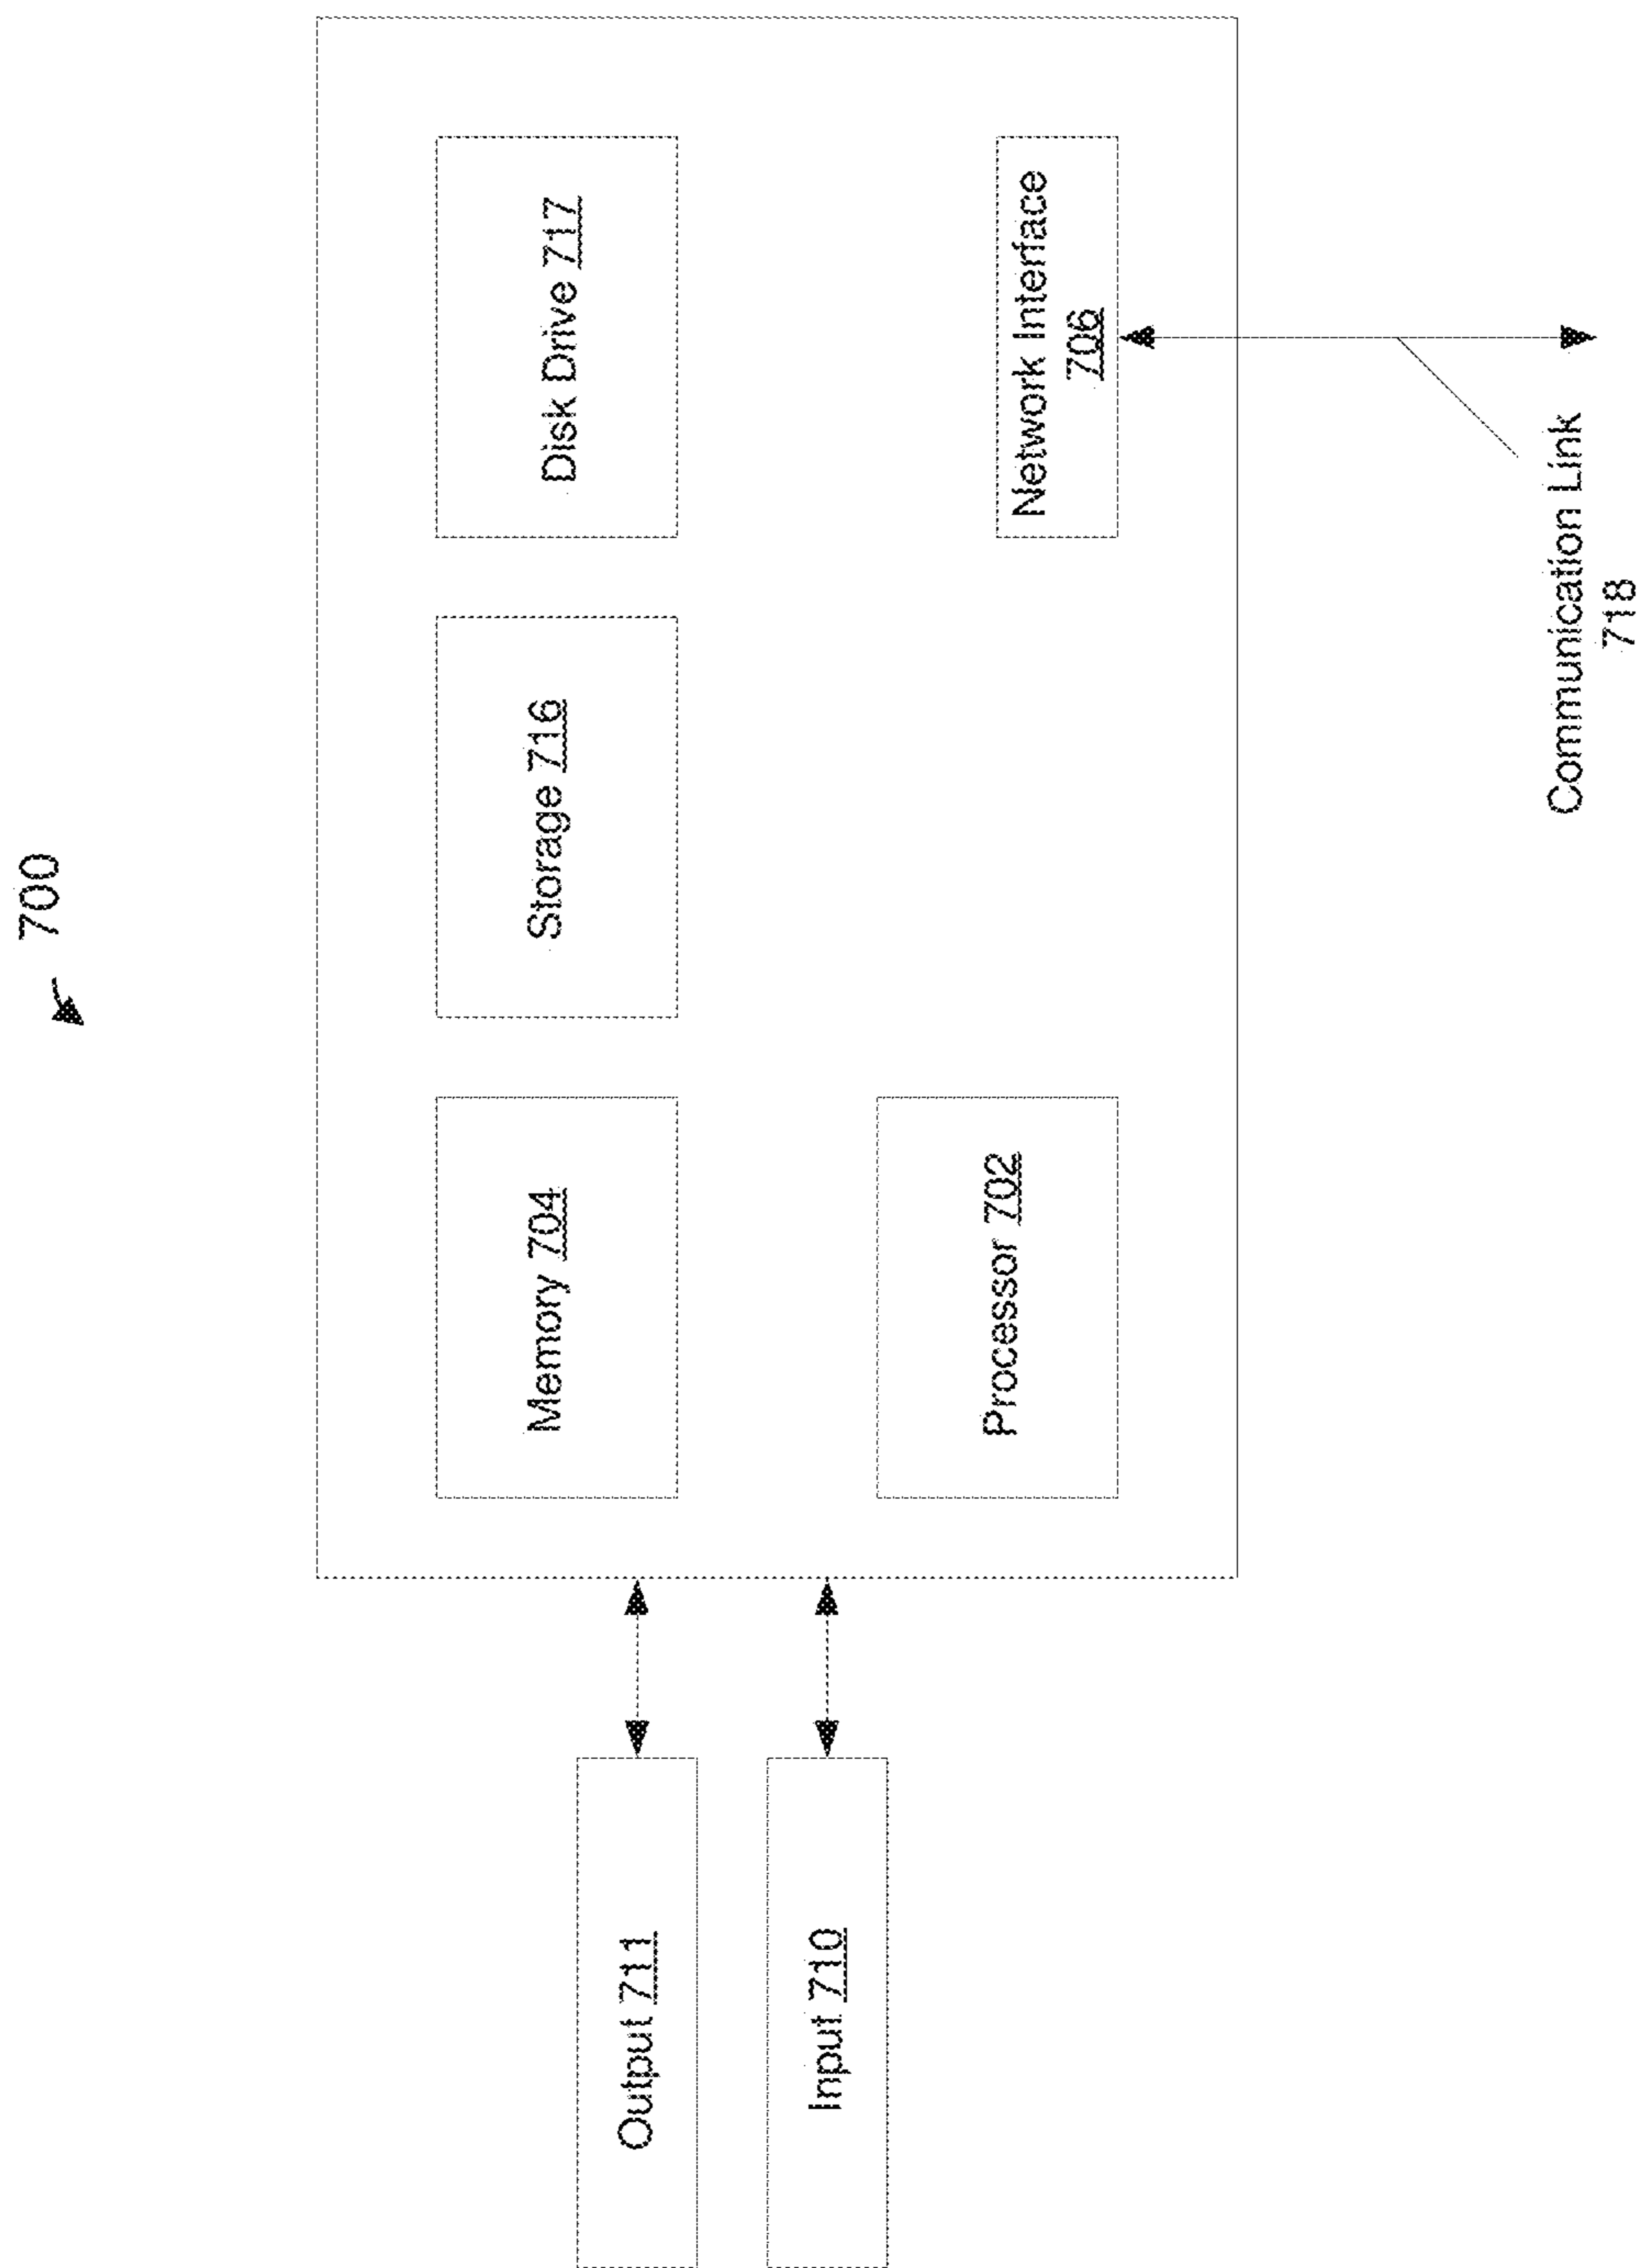 700
Memory 704
Storage 716
Disk Drive 717
Output 711
Input 710
Processor 702
Network Interface
706
Communication Link
718